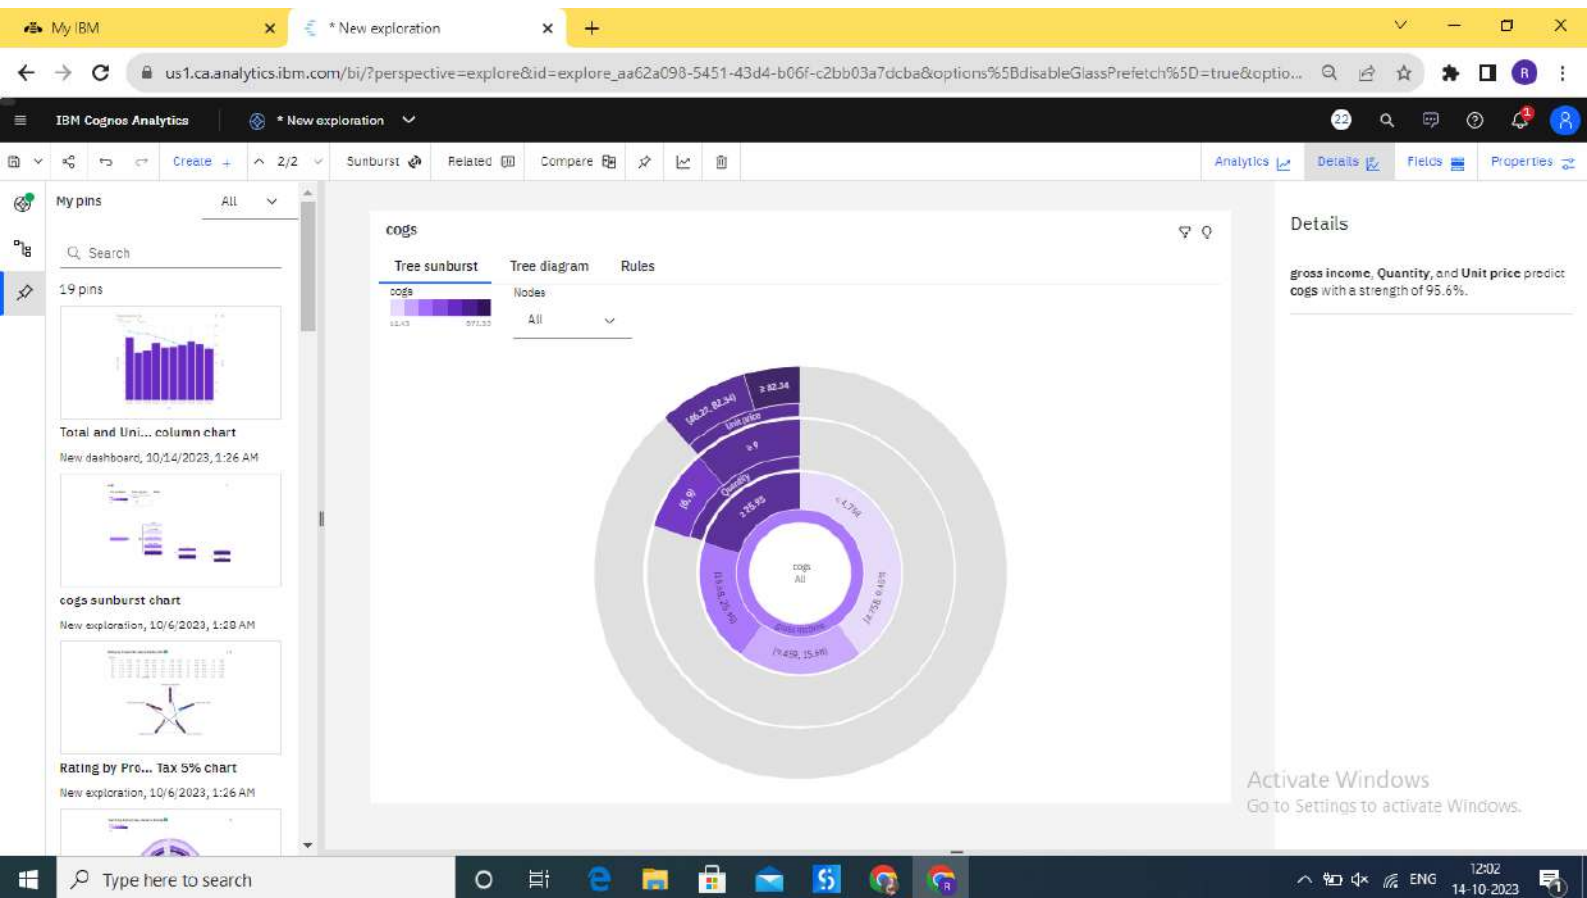 My IBM
* New exploration
us1.ca.analytics.ibm.com/bi/?perspective=explore&id=explore_aa62a098-5451-43d4-b06f-c2bb03a7dcba&options%5BdisableGlassPrefetch%5D=true&optio...
R
IBM Cognos Analytics
* New exploration
22
1
Create +
2/2
Sunburst
Related
Compare
Analytics
Details
Fields
Properties
My pins
All
Search
19 pins
Total and Uni... column chart
New dashboard, 10/14/2023, 1:26 AM
cogs sunburst chart
New exploration, 10/6/2023, 1:28 AM
Rating by Pro... Tax 5% chart
New exploration, 10/6/2023, 1:26 AM
cogs
Tree sunburst
Tree diagram
Rules
cogs
Nodes
All
≥ 82.34
[46.27, 82.34)
Unit price
≥ 9
[6, 9)
Quantity
≥ 25.95
< 4.758
cogs
All
gross income
Details
gross income, Quantity, and Unit price predict
cogs with a strength of 95.6%.
Activate Windows
Go to Settings to activate Windows.
Type here to search
ENG
12:02
14-10-2023
1